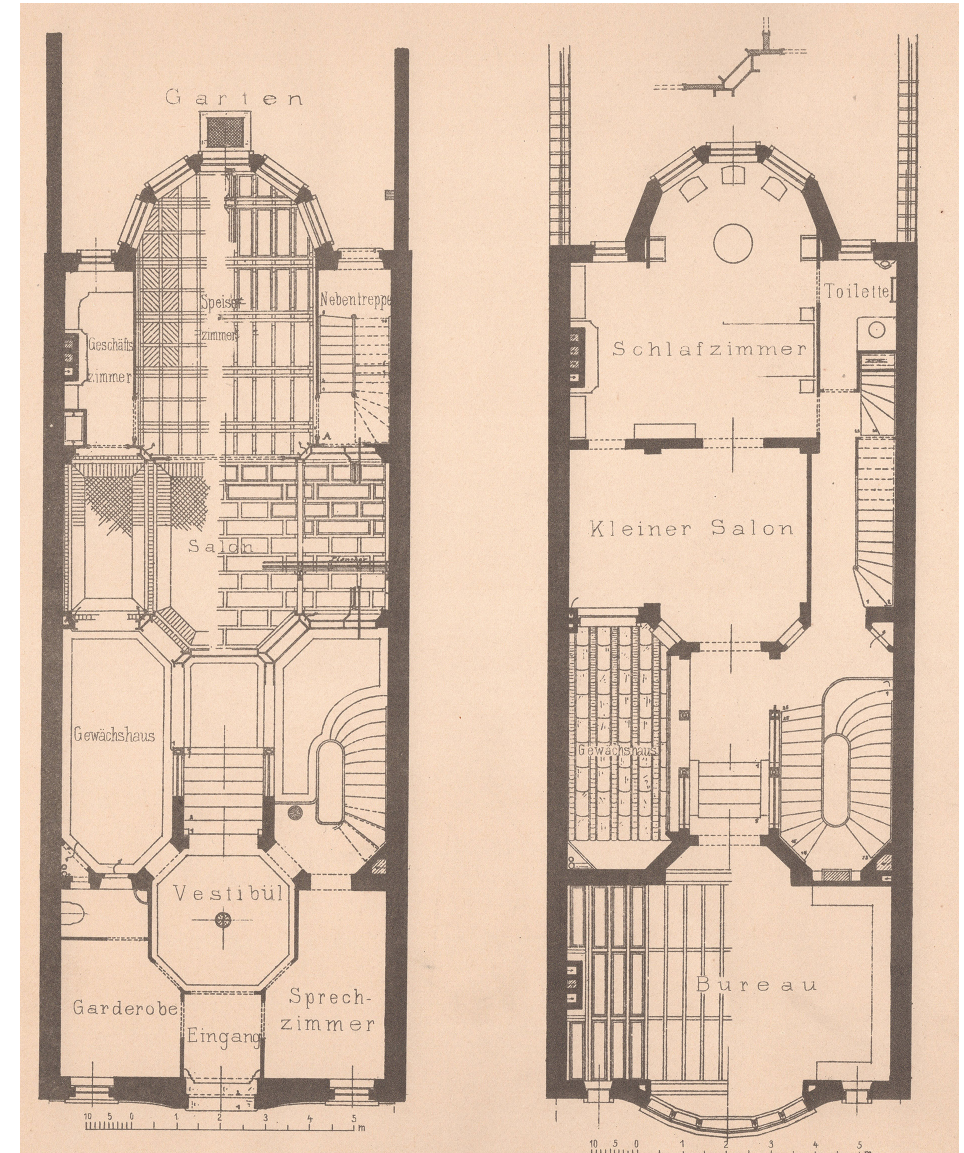 Garten
Speise-
zimmer
Nebentreppe
Geschäfts
zimmer
Salon
Gewächshaus
Vestibül
Garderobe
Eingang
Sprech-
zimmer
10 5 0 1 2 3 4 5 m
Toilette
Schlafzimmer
Kleiner Salon
Gewächshaus
Bureau
10 5 0 1 2 3 4 5 m